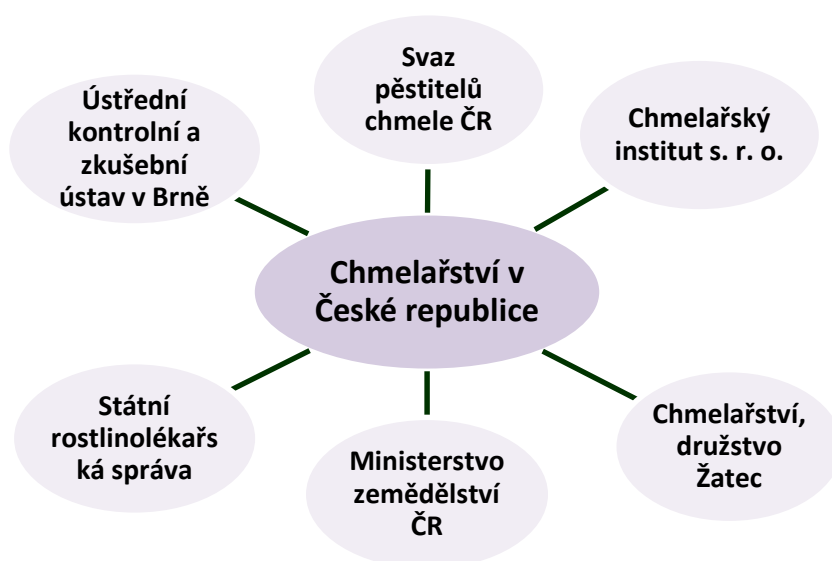 Svaz
pěstitelů
chmele ČR
Ústřední
kontrolní a
zkušební
ústav v Brně
Chmelařský
institut s. r. o.
Chmelařství v
České republice
Státní
rostlinolékařs
ká správa
Ministerstvo
zemědělství
ČR
Chmelařství,
družstvo
Žatec